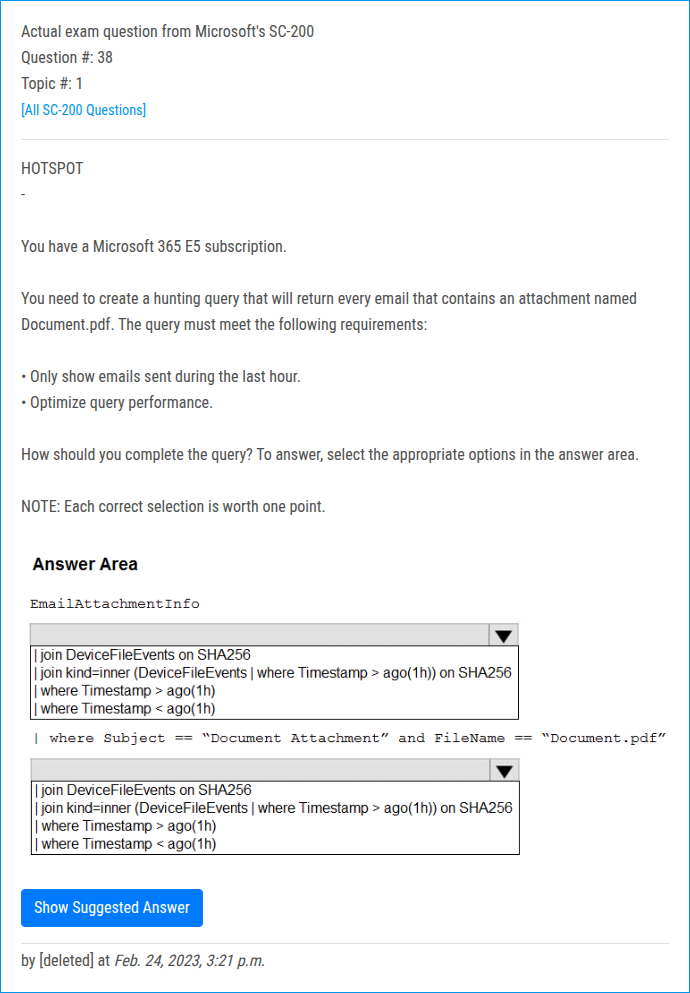 Actual exam question from Microsoft's SC-200
Question #: 38
Topic #: 1
[All SC-200 Questions]
HOTSPOT
-
You have a Microsoft 365 E5 subscription.
You need to create a hunting query that will return every email that contains an attachment named
Document.pdf. The query must meet the following requirements:
• Only show emails sent during the last hour.
• Optimize query performance.
How should you complete the query? To answer, select the appropriate options in the answer area.
NOTE: Each correct selection is worth one point.
Answer Area
EmailAttachmentInfo
| join DeviceFileEvents on SHA256
| join kind=inner (DeviceFileEvents | where Timestamp > ago(1h)) on SHA256
| where Timestamp > ago(1h)
| where Timestamp < ago(1h)
| where Subject == “Document Attachment” and FileName == “Document.pdf”
| join DeviceFileEvents on SHA256
| join kind=inner (DeviceFileEvents | where Timestamp > ago(1h)) on SHA256
| where Timestamp > ago(1h)
| where Timestamp < ago(1h)
Show Suggested Answer
by [deleted] at Feb. 24, 2023, 3:21 p.m.